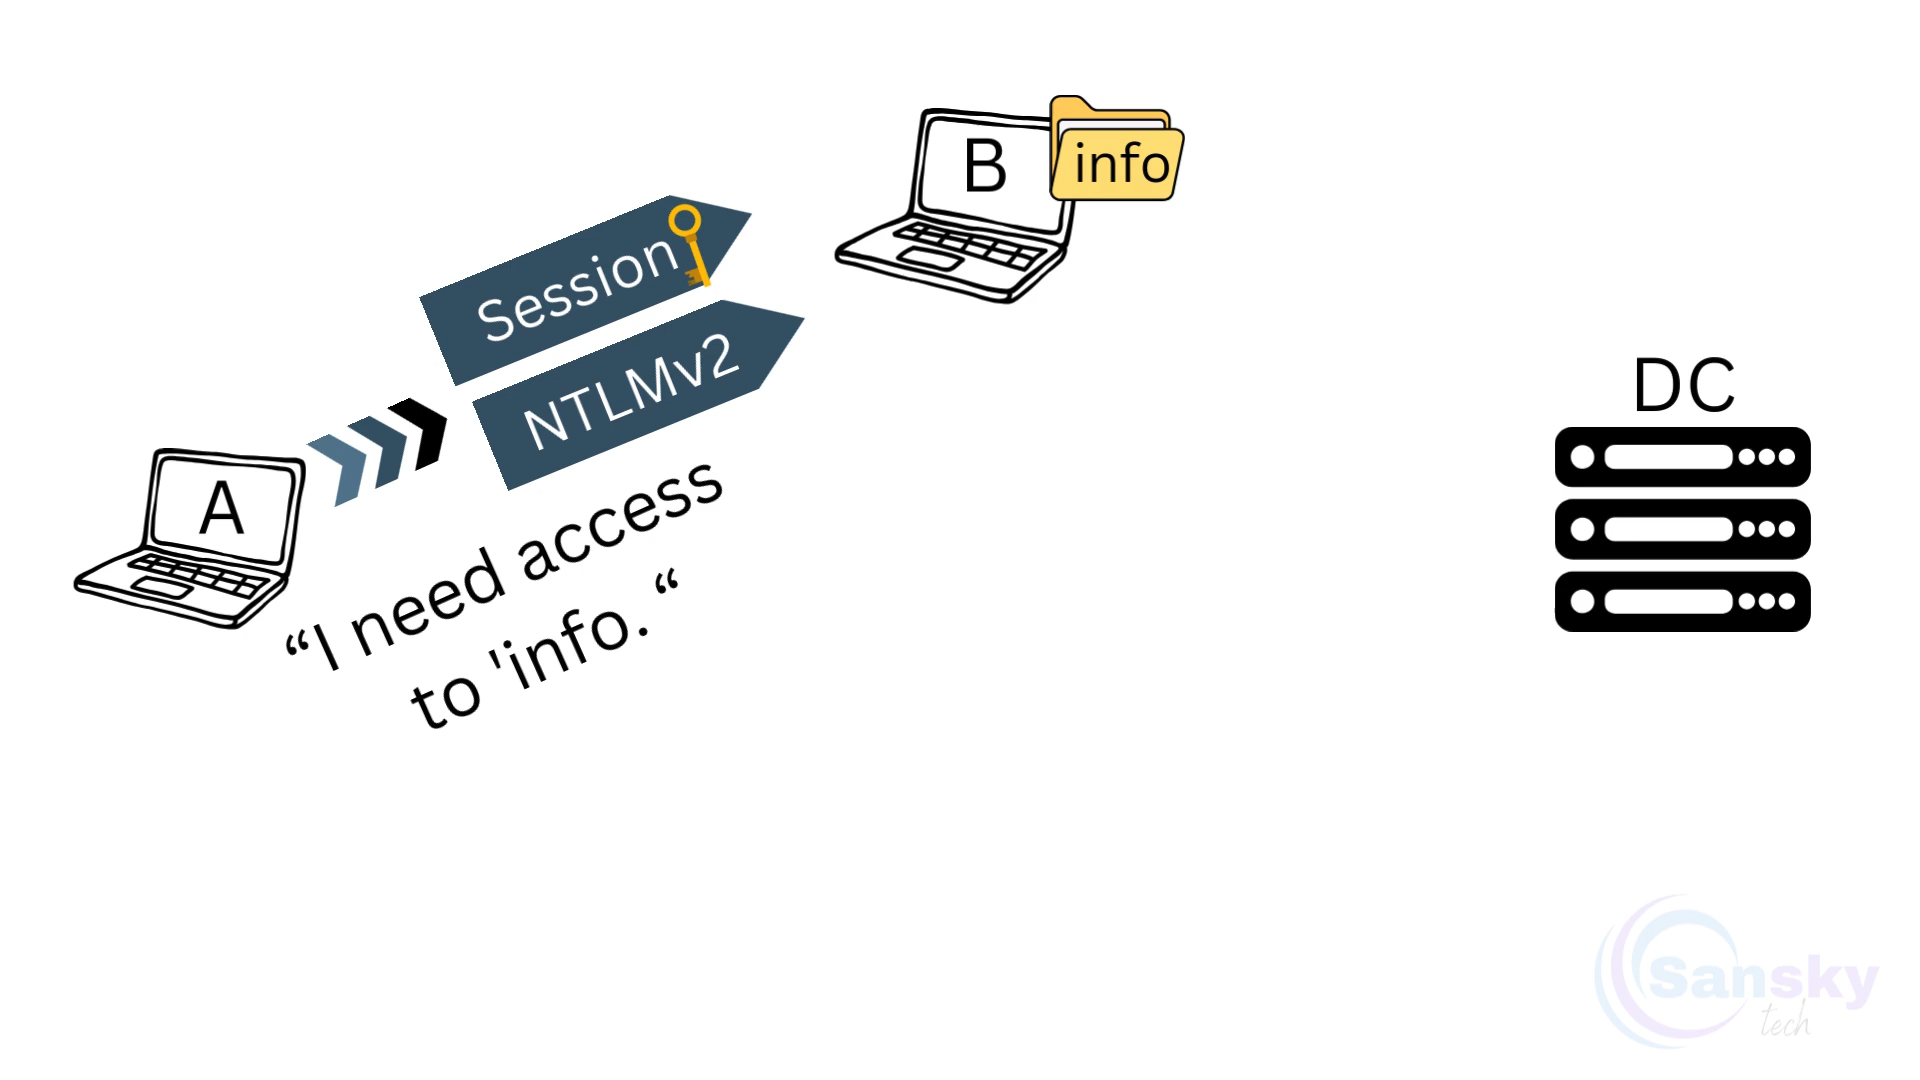 B
info
Session
NTLMv2
DC
A
“I need access
to 'info. “
Sansky
tech